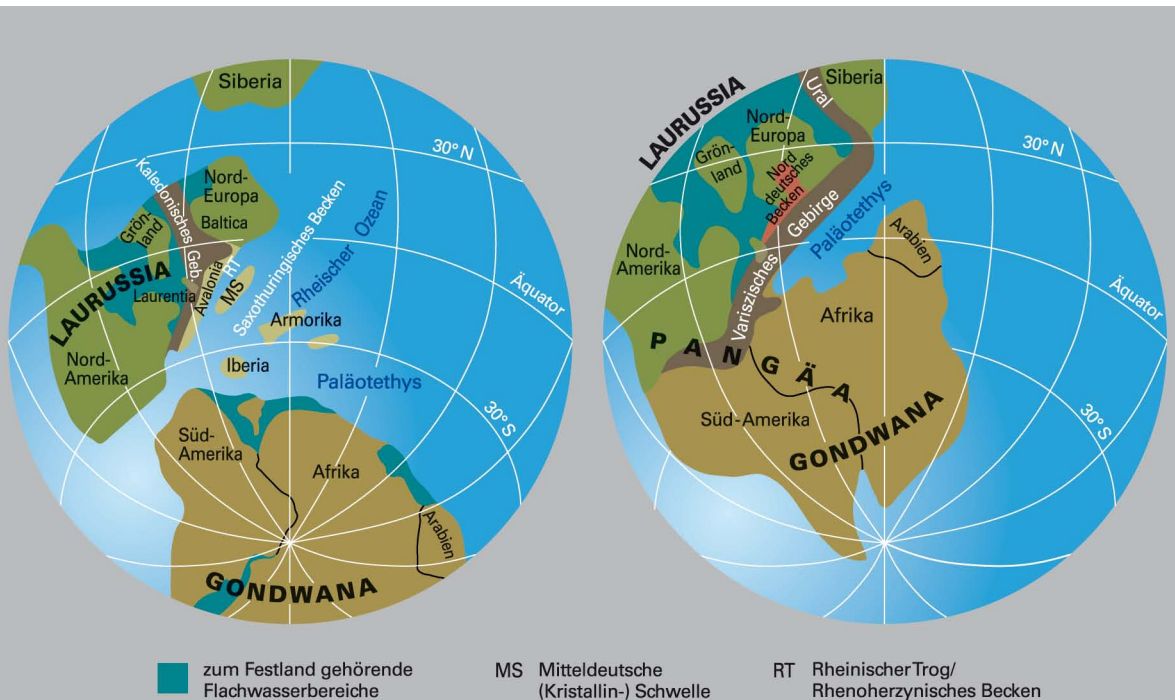 Siberia
Kaledonisches Geb.
Nord-
Europa
Baltica
Grön-
land
LAURUSSIA
Laurentia
Avalonia
RT
MS
Saxothuringisches Becken
Rheischer Ozean
Armorika
Iberia
Nord-
Amerika
Paläotethys
Süd-
Amerika
Afrika
Arabien
GONDWANA
30° N
Äquator
30° S
LAURUSSIA
Ural
Siberia
Nord-
Europa
Grön-
land
Nord
deutsches
Becken
Variszisches Gebirge
Paläotethys
Nord-
Amerika
Arabien
Afrika
PANGÄA
Süd-Amerika
GONDWANA
30° N
Äquator
30° S
zum Festland gehörende
Flachwasserbereiche
MS Mitteldeutsche
(Kristallin-) Schwelle
RT Rheinischer Trog/
Rhenoherzynisches Becken